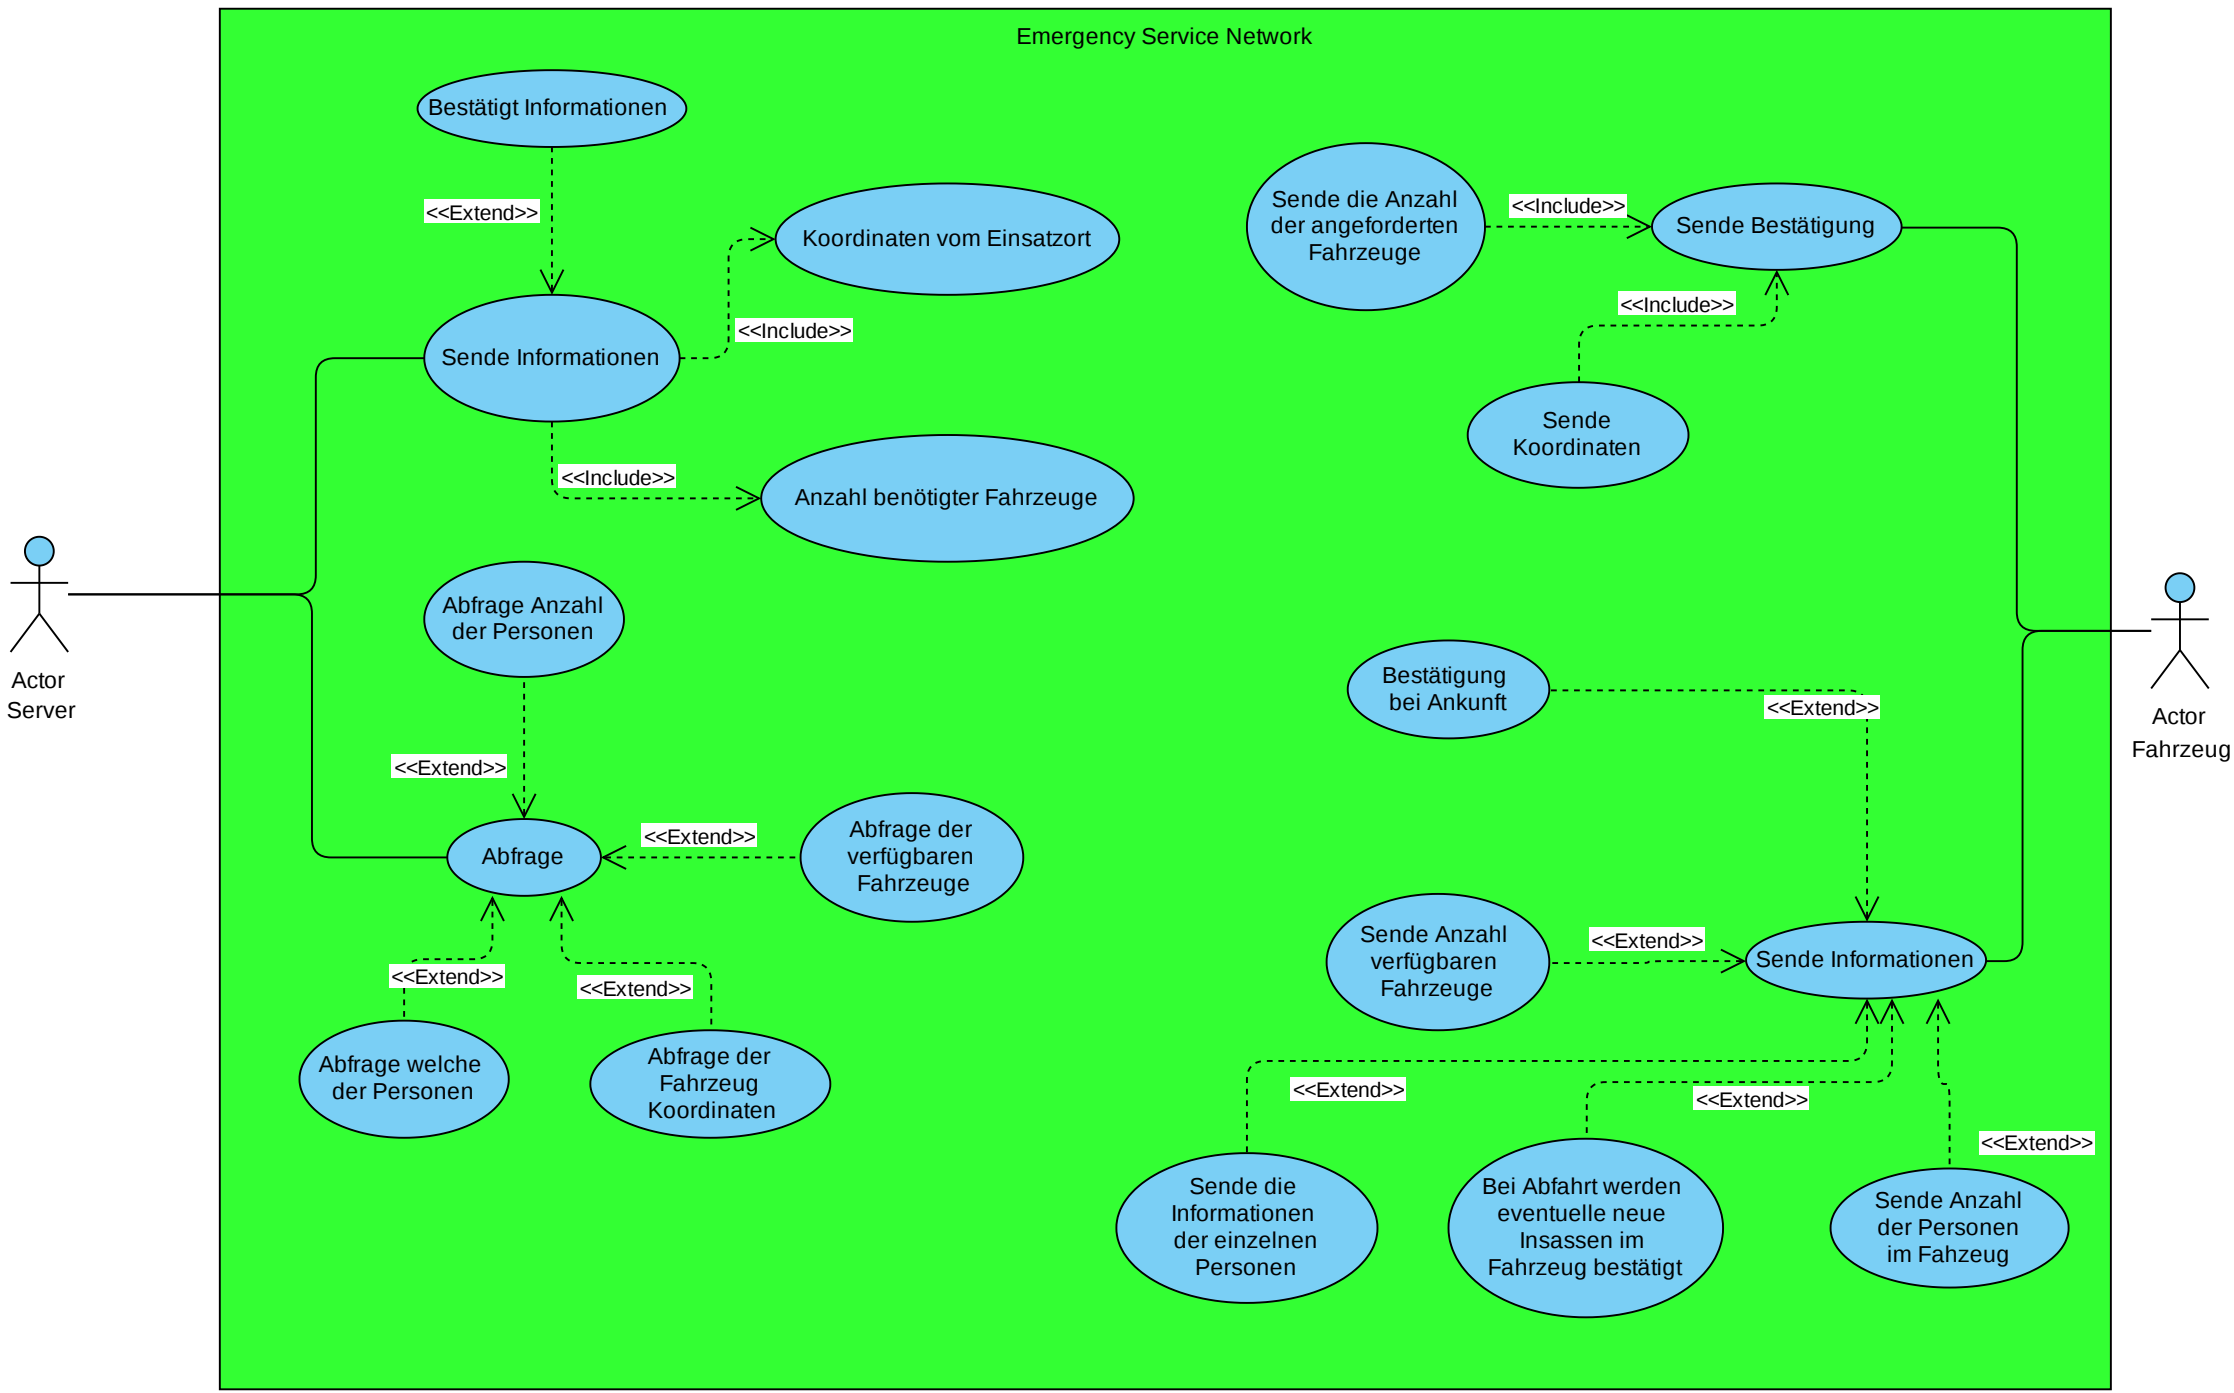 Emergency Service Network
Bestätigt Informationen
<<Extend>>
Koordinaten vom Einsatzort
<<Include>>
Sende Informationen
<<Include>>
Anzahl benötigter Fahrzeuge
Sende die Anzahl
der angeforderten
Fahrzeuge
<<Include>>
Sende Bestätigung
<<Include>>
Sende
Koordinaten
Actor
Server
Abfrage Anzahl
der Personen
<<Extend>>
Abfrage
<<Extend>>
Abfrage der
verfügbaren
Fahrzeuge
<<Extend>>
<<Extend>>
Abfrage welche
der Personen
Abfrage der
Fahrzeug
Koordinaten
Actor
Fahrzeug
Bestätigung
bei Ankunft
<<Extend>>
Sende Anzahl
verfügbaren
Fahrzeuge
<<Extend>>
Sende Informationen
<<Extend>>
<<Extend>>
<<Extend>>
Sende die
Informationen
der einzelnen
Personen
Bei Abfahrt werden
eventuelle neue
Insassen im
Fahrzeug bestätigt
Sende Anzahl
der Personen
im Fahzeug